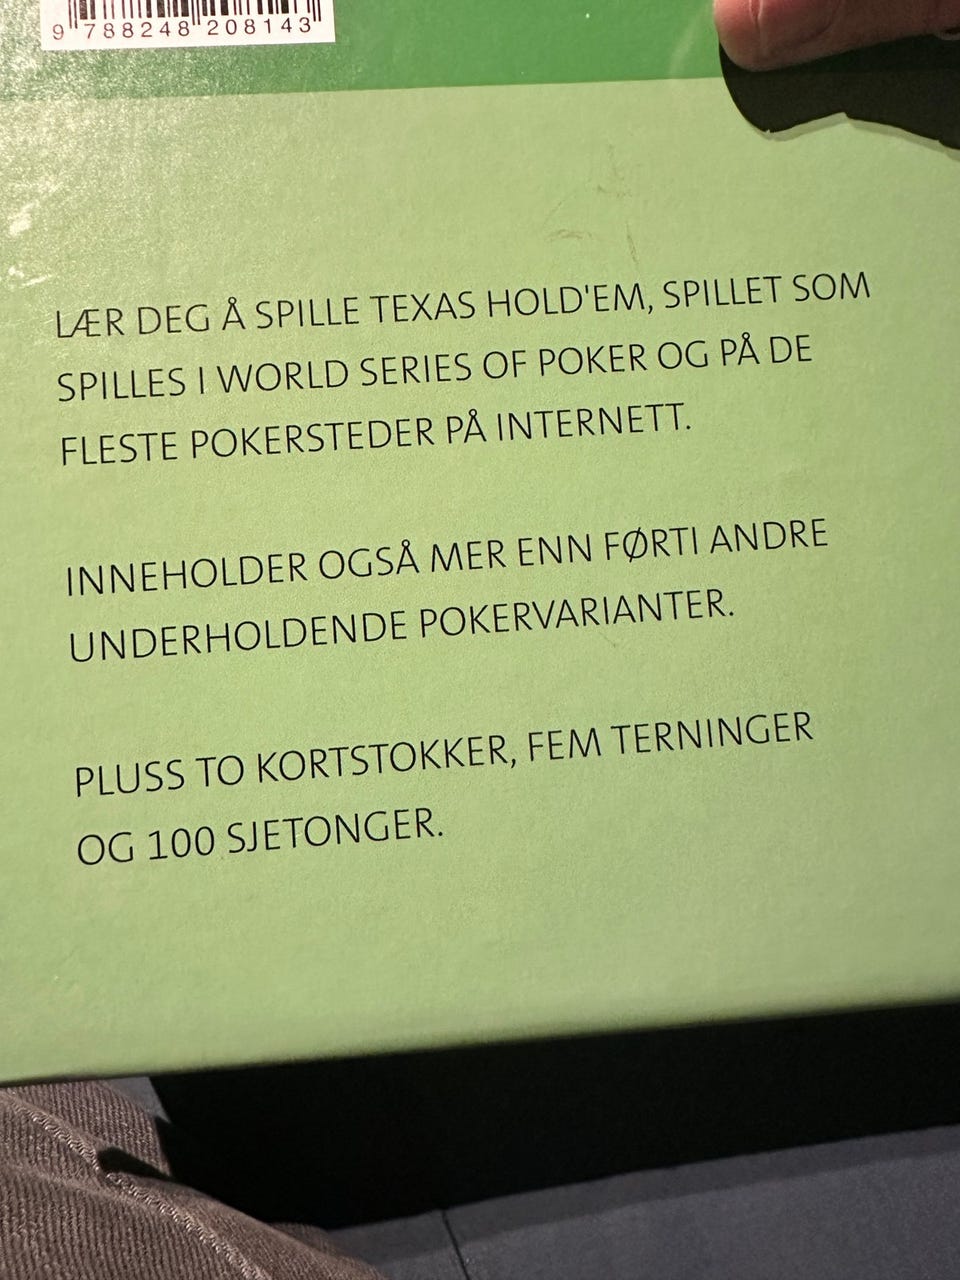 9 788248 208143
LÆR DEG Å SPILLE TEXAS HOLD'EM, SPILLET SOM
SPILLES I WORLD SERIES OF POKER OG PÅ DE
FLESTE POKERSTEDER PÅ INTERNETT.
INNEHOLDER OGSÅ MER ENN FØRTI ANDRE
UNDERHOLDENDE POKERVARIANTER.
PLUSS TO KORTSTOKKER, FEM TERNINGER
OG 100 SJETONGER.